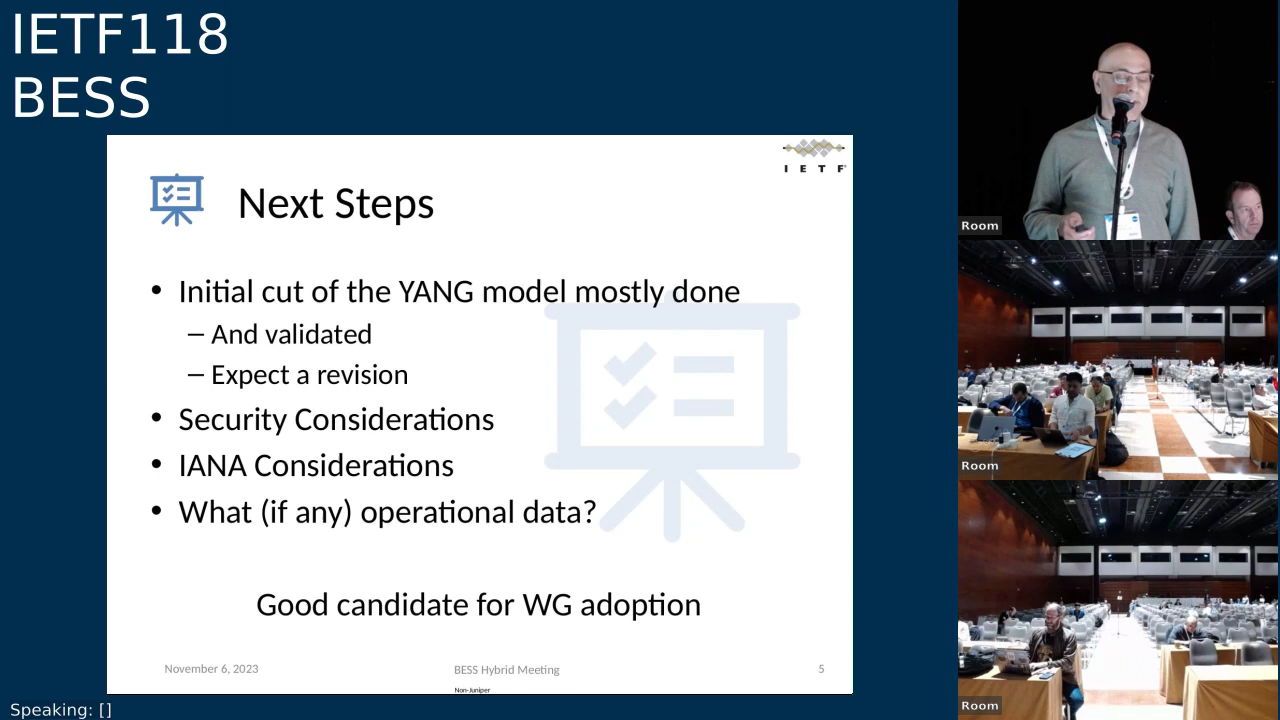 IETF118
BESS
I E T F
Next Steps
• Initial cut of the YANG model mostly done
– And validated
– Expect a revision
• Security Considerations
• IANA Considerations
• What (if any) operational data?
Good candidate for WG adoption
November 6, 2023
BESS Hybrid Meeting
5
Non-Juniper
Speaking: []
Room
Room
Room